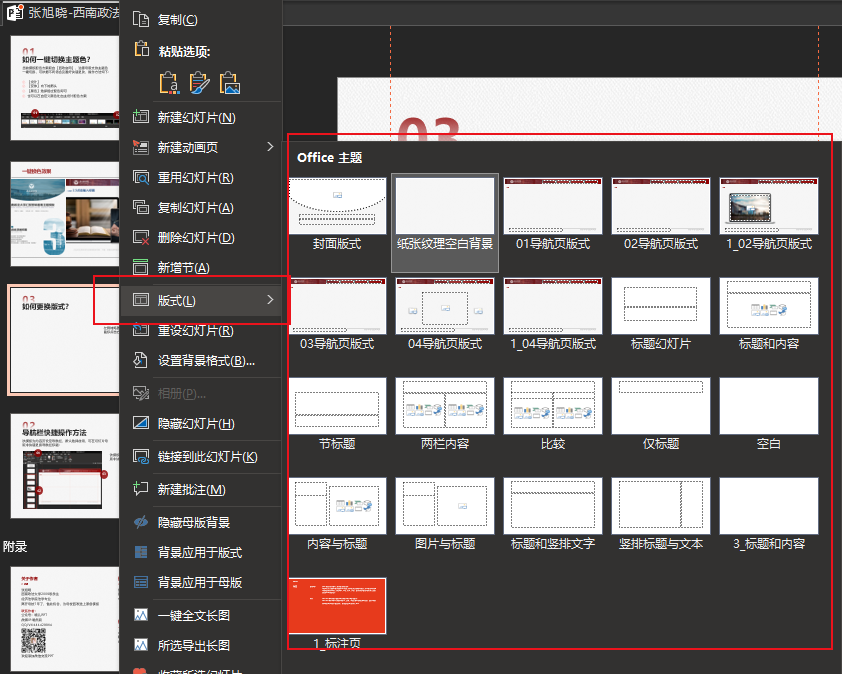 张旭晓-西南政法
01
如何一键切换主题色?
一键换色效果
03
如何更换版式?
02
导航栏快捷操作方法
附录
关于作者
复制(C)
粘贴选项:
新建幻灯片(N)
新建动画页
重用幻灯片(R)
复制幻灯片(A)
删除幻灯片(D)
新增节(A)
版式(L)
重设幻灯片(R)
设置背景格式(B)...
相册(P)...
隐藏幻灯片(H)
链接到此幻灯片(K)
新建批注(M)
隐藏母版背景
背景应用于版式
背景应用于母版
一键全文长图
所选导出长图
收藏所选幻灯片
03
Office 主题
封面版式
纸张纹理空白背景
01导航页版式
02导航页版式
1_02导航页版式
03导航页版式
04导航页版式
1_04导航页版式
标题幻灯片
标题和内容
节标题
两栏内容
比较
仅标题
空白
内容与标题
图片与标题
标题和竖排文字
竖排标题与文本
3_标题和内容
1_标注页